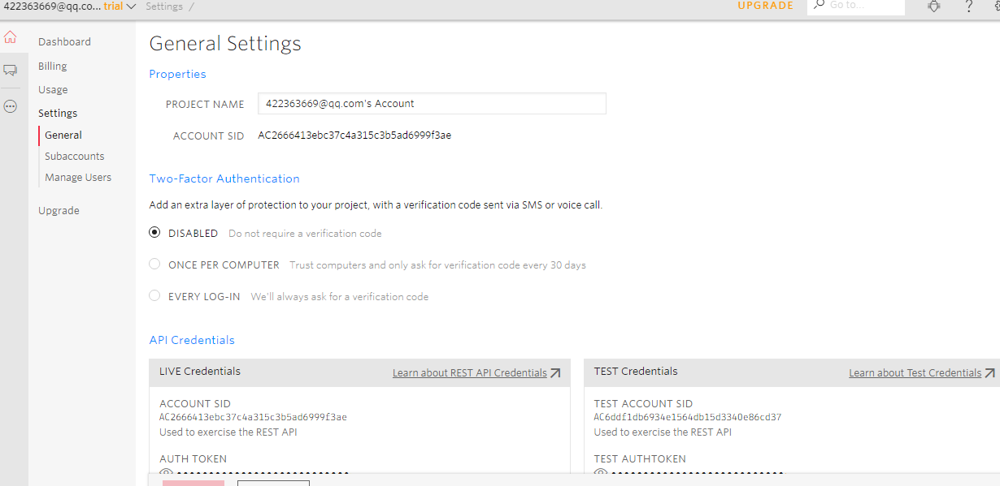 422363669@qq.co... trial Settings / UPGRADE Go to... ?
Dashboard
Billing
Usage
Settings
General
Subaccounts
Manage Users
Upgrade
General Settings
Properties
PROJECT NAME 422363669@qq.com's Account
ACCOUNT SID AC2666413ebc37c4a315c3b5ad6999f3ae
Two-Factor Authentication
Add an extra layer of protection to your project, with a verification code sent via SMS or voice call.
DISABLED Do not require a verification code
ONCE PER COMPUTER Trust computers and only ask for verification code every 30 days
EVERY LOG-IN We'll always ask for a verification code
API Credentials
LIVE Credentials Learn about REST API Credentials
ACCOUNT SID
AC2666413ebc37c4a315c3b5ad6999f3ae
Used to exercise the REST API
AUTH TOKEN
TEST Credentials Learn about Test Credentials
TEST ACCOUNT SID
AC6ddf1db6934e1564db15d3340e86cd37
Used to exercise the REST API
TEST AUTHTOKEN